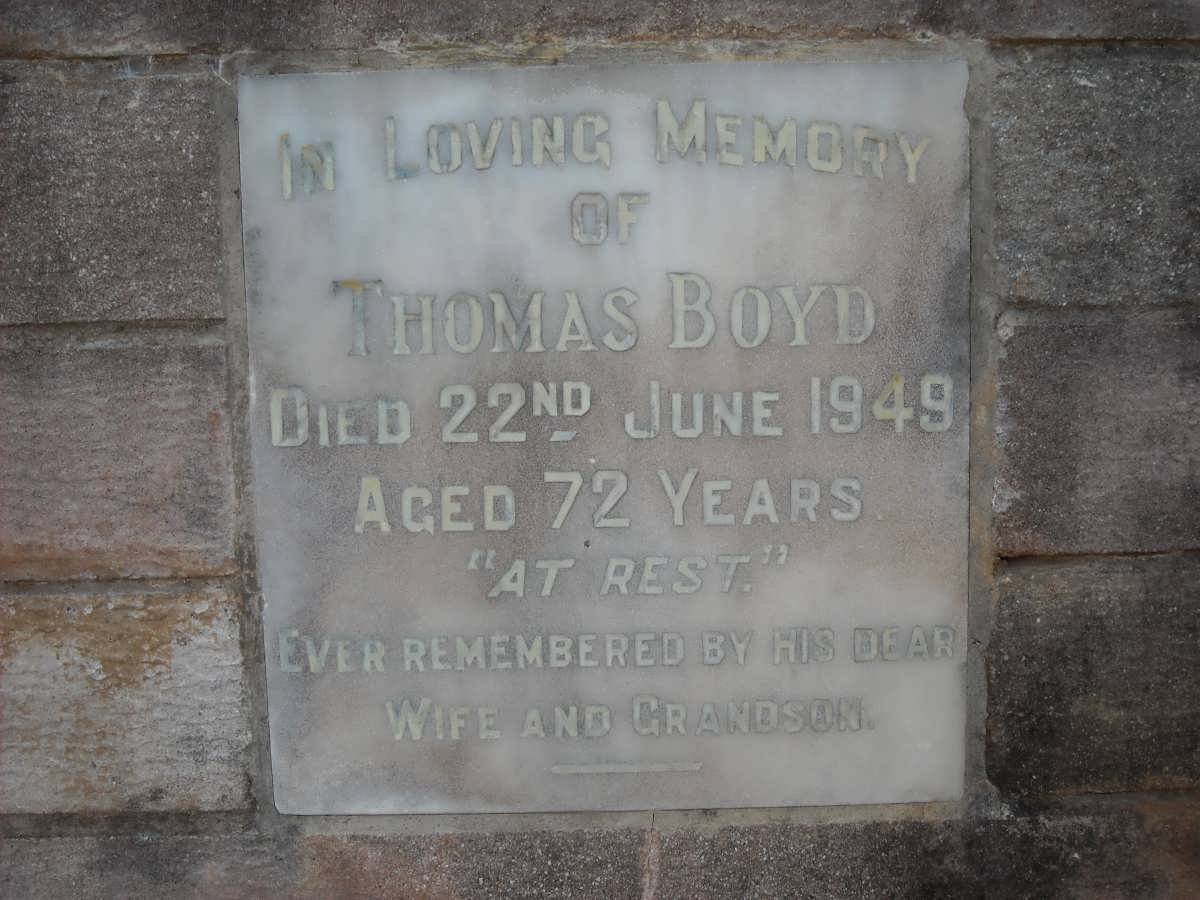 In Loving Memory
OF
Thomas Boyd
Died 22ND June 1949
Aged 72 Years
"AT REST."
Ever remembered by his dear
Wife and Grandson.